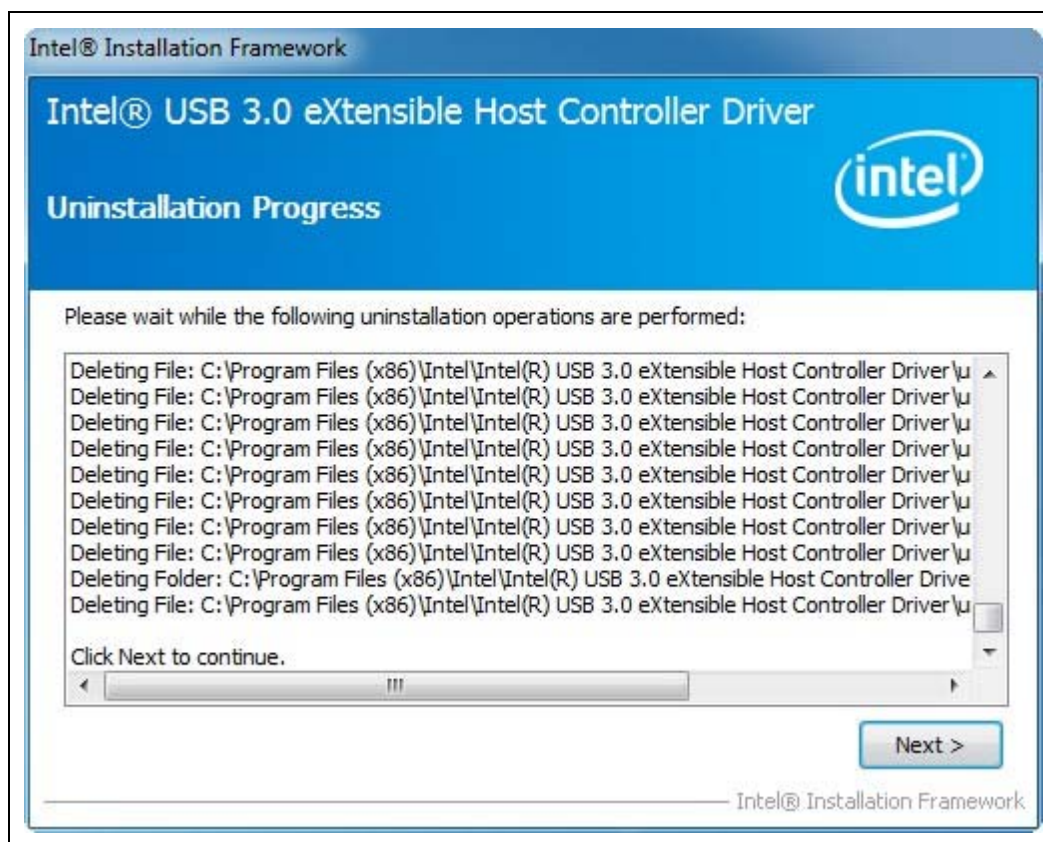 Intel® Installation Framework
Intel® USB 3.0 eXtensible Host Controller Driver
intel
Uninstallation Progress
Please wait while the following uninstallation operations are performed:
Deleting File: C:\Program Files (x86)\Intel\Intel(R) USB 3.0 eXtensible Host Controller Driver\u
Deleting File: C:\Program Files (x86)\Intel\Intel(R) USB 3.0 eXtensible Host Controller Driver\u
Deleting File: C:\Program Files (x86)\Intel\Intel(R) USB 3.0 eXtensible Host Controller Driver\u
Deleting File: C:\Program Files (x86)\Intel\Intel(R) USB 3.0 eXtensible Host Controller Driver\u
Deleting File: C:\Program Files (x86)\Intel\Intel(R) USB 3.0 eXtensible Host Controller Driver\u
Deleting File: C:\Program Files (x86)\Intel\Intel(R) USB 3.0 eXtensible Host Controller Driver\u
Deleting File: C:\Program Files (x86)\Intel\Intel(R) USB 3.0 eXtensible Host Controller Driver\u
Deleting File: C:\Program Files (x86)\Intel\Intel(R) USB 3.0 eXtensible Host Controller Driver\u
Deleting Folder: C:\Program Files (x86)\Intel\Intel(R) USB 3.0 eXtensible Host Controller Drive
Deleting File: C:\Program Files (x86)\Intel\Intel(R) USB 3.0 eXtensible Host Controller Driver\u
Click Next to continue.
Next >
Intel® Installation Framework